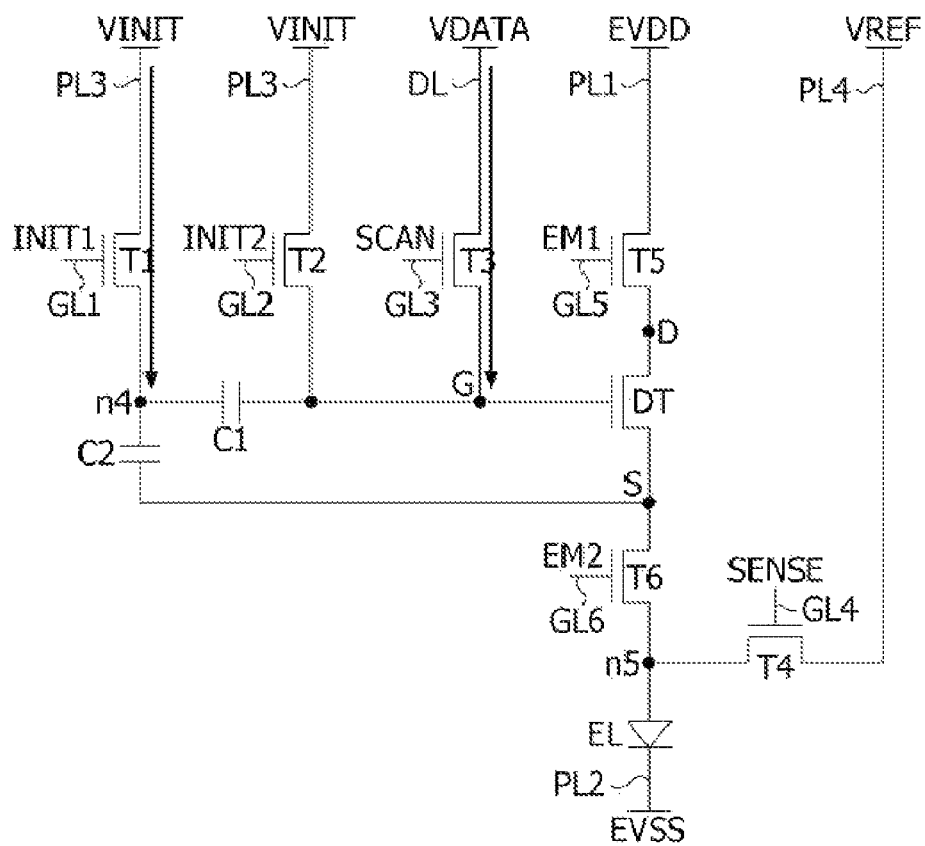 VINIT VINIT VDATA EVDD VREF
PL3 PL3 DL PL1 PL4
INIT1 INIT2 SCAN EM1
T1 T2 T3 T5
GL1 GL2 GL3 GL5
D
n4 G DT
C2 C1
S
EM2 T6 SENSE
GL6 GL4
n5 T4
EL
PL2
EVSS